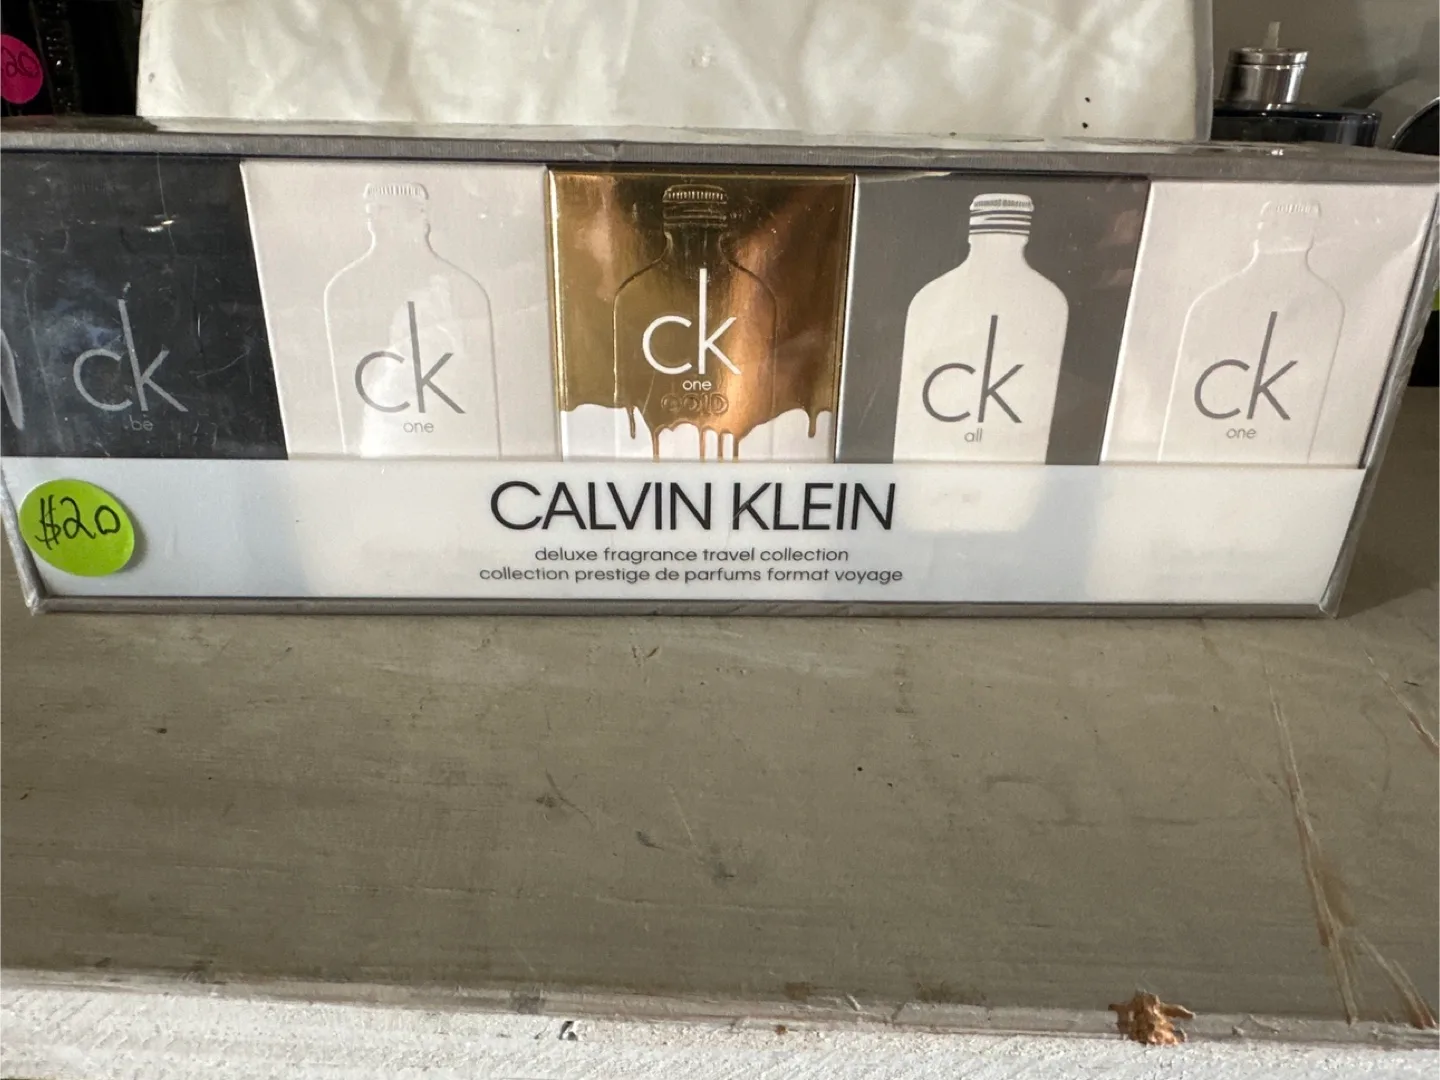 $20
ck
be
ck
one
ck
one
GOLD
ck
all
ck
one
$20
CALVIN KLEIN
deluxe fragrance travel collection
collection prestige de parfums format voyage